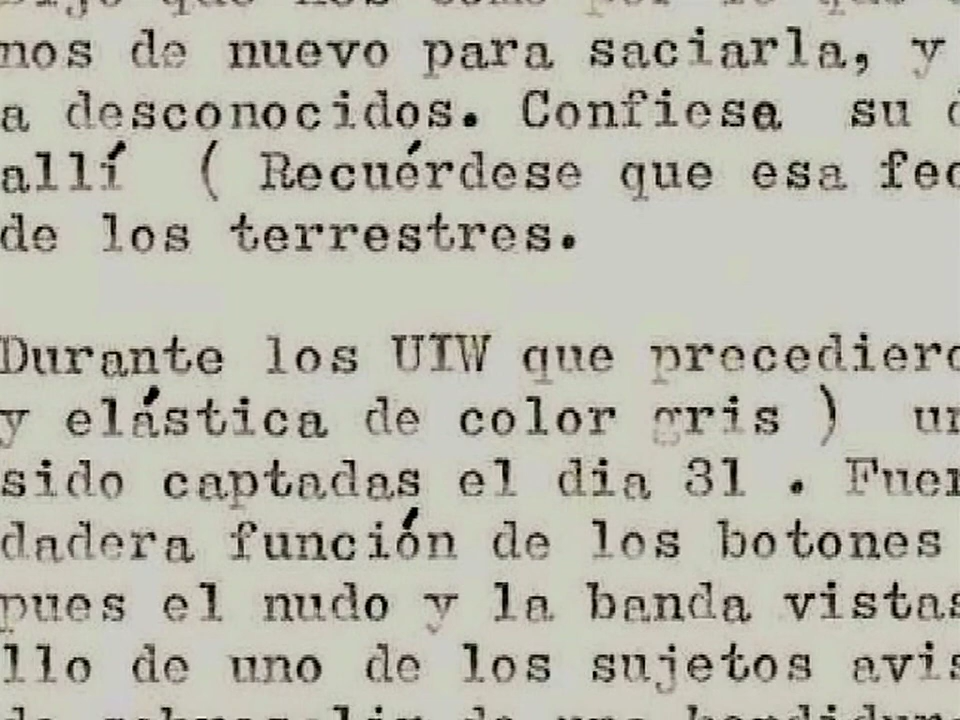 nos de nuevo para saciarla, y
a desconocidos. Confiesa su
allí ( Recuérdese que esa
de los terrestres.
Durante los UIW que
y elástica de color gris )
sido captadas el dia 31 .
dadera función de los botones
pues el nudo y la banda vistas
llo de uno de los sujetos